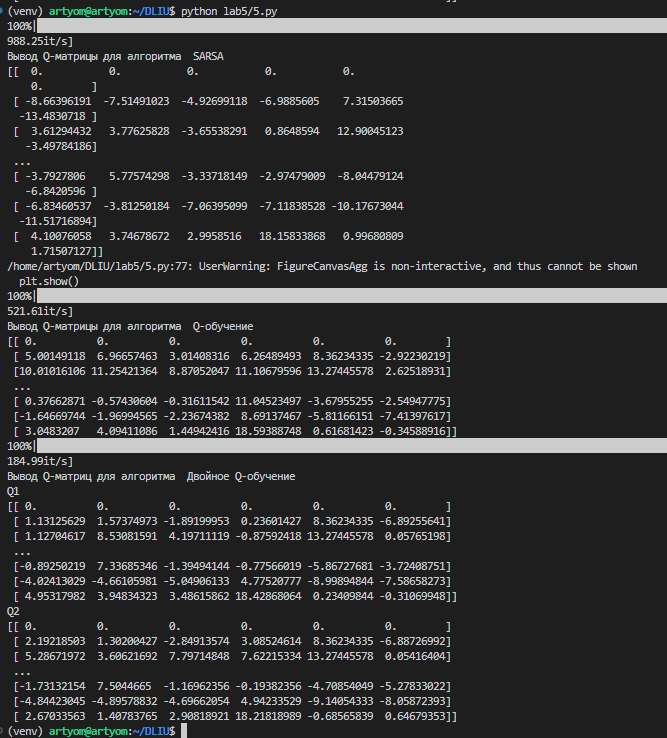 (venv) artyom@artyom:~/DLIU$ python lab5/5.py
100%|
988.25it/s]
Вывод Q-матрицы для алгоритма  SARSA
[[  0.           0.           0.           0.           0.
    0.        ]
 [ -8.66396191  -7.51491023  -4.92699118  -6.9885605    7.31503665
  -13.4830718 ]
 [  3.61294432   3.77625828  -3.65538291   0.8648594   12.90045123
   -3.49784186]
 ...
 [ -3.7927806    5.77574298  -3.33718149  -2.97479009  -8.04479124
   -6.8420596 ]
 [ -6.83460537  -3.81250184  -7.06395099  -7.11838528 -10.17673044
  -11.51716894]
 [  4.10076058   3.74678672   2.9958516   18.15833868   0.99680809
    1.71507127]]
/home/artyom/DLIU/lab5/5.py:77: UserWarning: FigureCanvasAgg is non-interactive, and thus cannot be shown
  plt.show()
100%|
521.61it/s]
Вывод Q-матрицы для алгоритма  Q-обучение
[[ 0.          0.          0.          0.          0.          0.        ]
 [ 5.00149118  6.96657463  3.01408316  6.26489493  8.36234335 -2.92230219]
 [10.01016106 11.25421364  8.87052047 11.10679596 13.27445578  2.62518931]
 ...
 [ 0.37662871 -0.57430604 -0.31611542 11.04523497 -3.67955255 -2.54947775]
 [-1.64669744 -1.96994565 -2.23674382  8.69137467 -5.81166151 -7.41397617]
 [ 3.0483207   4.09411086  1.44942416 18.59388748  0.61681423 -0.34588916]]
100%|
184.99it/s]
Вывод Q-матриц для алгоритма  Двойное Q-обучение
Q1
[[ 0.          0.          0.          0.          0.          0.        ]
 [ 1.13125629  1.57374973 -1.89199953  0.23601427  8.36234335 -6.89255641]
 [ 1.12704617  8.53081591  4.19711119 -0.87592418 13.27445578  0.05765198]
 ...
 [-0.89250219  7.33685346 -1.39494144 -0.77566019 -5.86727681 -3.72408751]
 [-4.02413029 -4.66105981 -5.04906133  4.77520777 -8.99894844 -7.58658273]
 [ 4.95317982  3.94834323  3.48615862 18.42868064  0.23409844 -0.31069948]]
Q2
[[ 0.          0.          0.          0.          0.          0.        ]
 [ 2.19218503  1.30200427 -2.84913574  3.08524614  8.36234335 -6.88726992]
 [ 5.28671972  3.60621692  7.79714848  7.62215334 13.27445578  0.05416404]
 ...
 [-1.73132154  7.5044665  -1.16962356 -0.19382356 -4.70854049 -5.27833022]
 [-4.84423045 -4.89578832 -4.69662054  4.94233529 -9.14054333 -8.05872393]
 [ 2.67033563  1.40783765  2.90818921 18.21818989 -0.68565839  0.64679353]]
(venv) artyom@artyom:~/DLIU$